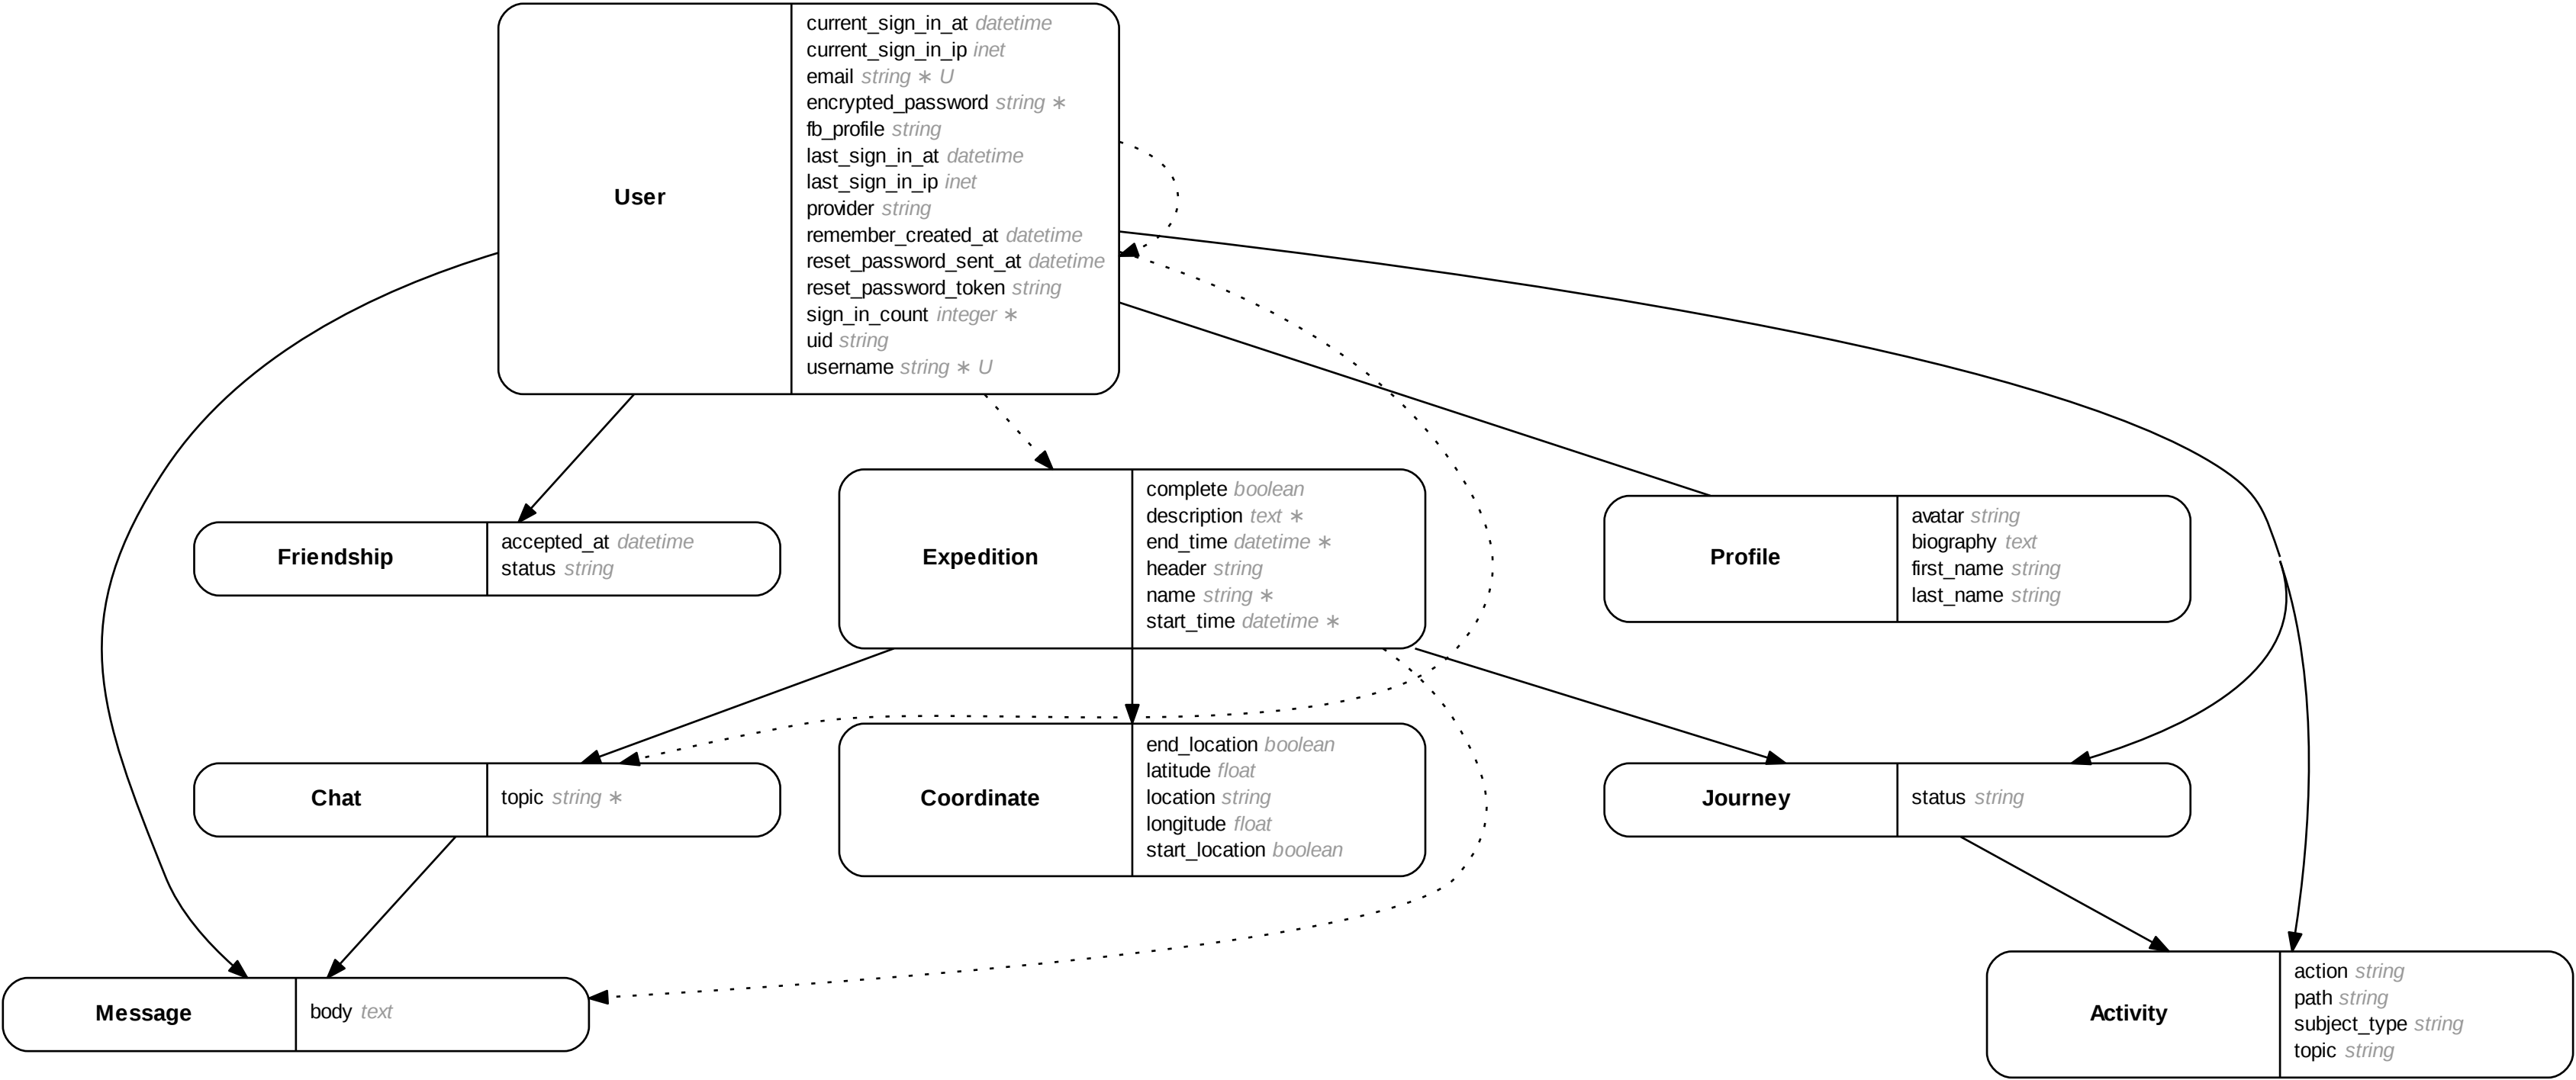 User
current_sign_in_at datetime
current_sign_in_ip inet
email string ∗ U
encrypted_password string ∗
fb_profile string
last_sign_in_at datetime
last_sign_in_ip inet
provider string
remember_created_at datetime
reset_password_sent_at datetime
reset_password_token string
sign_in_count integer ∗
uid string
username string ∗ U
Friendship
accepted_at datetime
status string
Expedition
complete boolean
description text ∗
end_time datetime ∗
header string
name string ∗
start_time datetime ∗
Profile
avatar string
biography text
first_name string
last_name string
Chat
topic string ∗
Coordinate
end_location boolean
latitude float
location string
longitude float
start_location boolean
Journey
status string
Message
body text
Activity
action string
path string
subject_type string
topic string